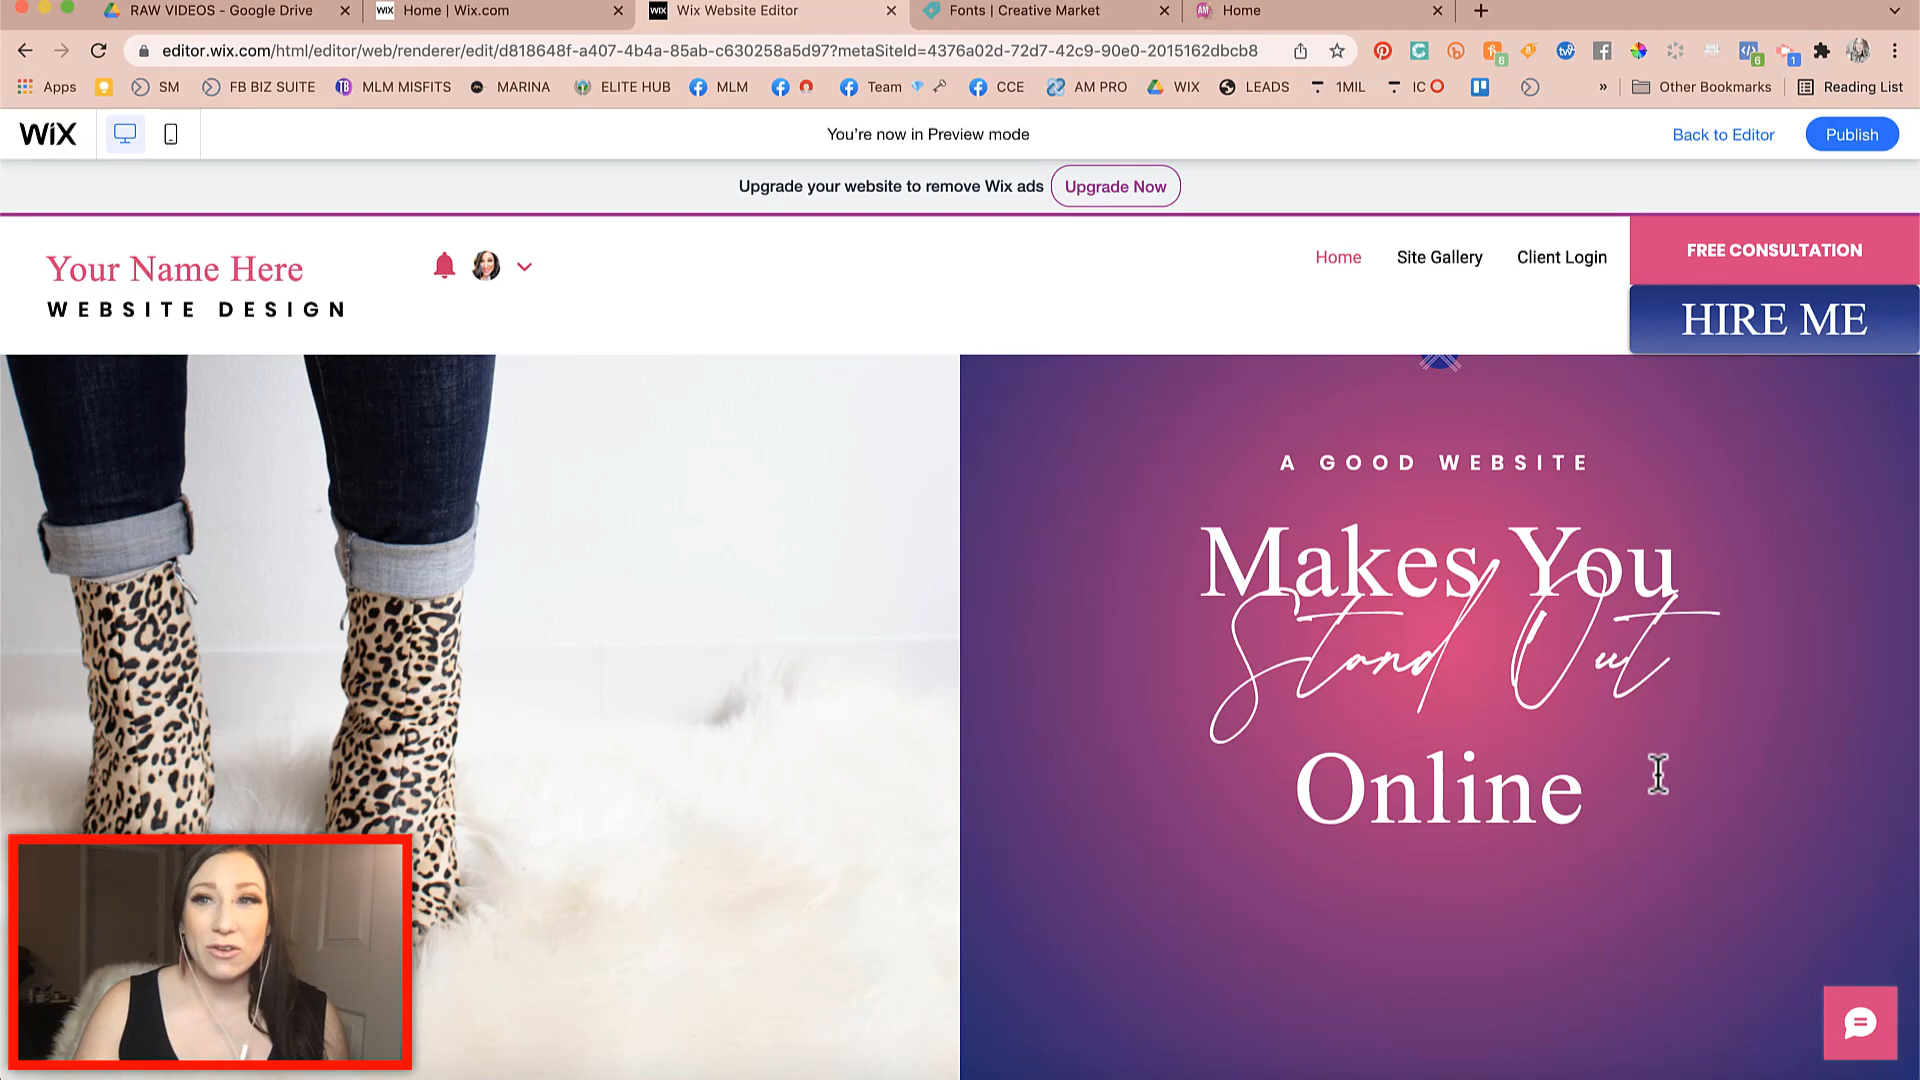 RAW VIDEOS - Google Drive
Home | Wix.com
Wix Website Editor
Fonts | Creative Market
Home
editor.wix.com/html/editor/web/renderer/edit/d818648f-a407-4b4a-85ab-c630258a5d97?metaSiteId=4376a02d-72d7-42c9-90e0-2015162dbcb8
Apps
SM
FB BIZ SUITE
MLM MISFITS
MARINA
ELITE HUB
MLM
Team
CCE
AM PRO
WIX
LEADS
1MIL
IC
»
Other Bookmarks
Reading List
WiX
You're now in Preview mode
Back to Editor
Publish
Upgrade your website to remove Wix ads
Upgrade Now
Your Name Here
WEBSITE DESIGN
Home
Site Gallery
Client Login
FREE CONSULTATION
HIRE ME
A GOOD WEBSITE
Makes You
Stand Out
Online